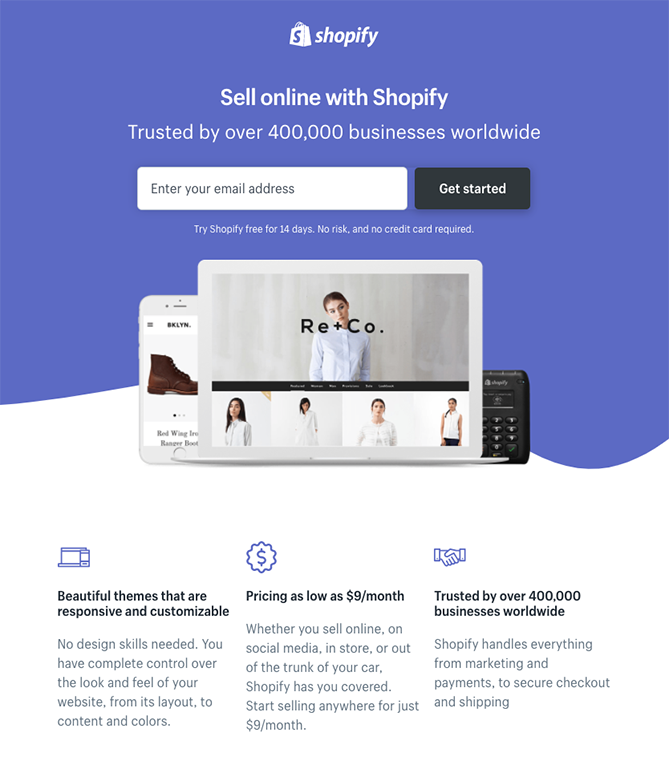 shopify
Sell online with Shopify
Trusted by over 400,000 businesses worldwide
Enter your email address
Get started
Try Shopify free for 14 days. No risk, and no credit card required.
BKLYN.
Re+Co.
shopify
Red Wing Iro
Ranger Boot
Beautiful themes that are
responsive and customizable
No design skills needed. You
have complete control over
the look and feel of your
website, from its layout, to
content and colors.
Pricing as low as $9/month
Whether you sell online, on
social media, in store, or out
of the trunk of your car,
Shopify has you covered.
Start selling anywhere for just
$9/month.
Trusted by over 400,000
businesses worldwide
Shopify handles everything
from marketing and
payments, to secure checkout
and shipping